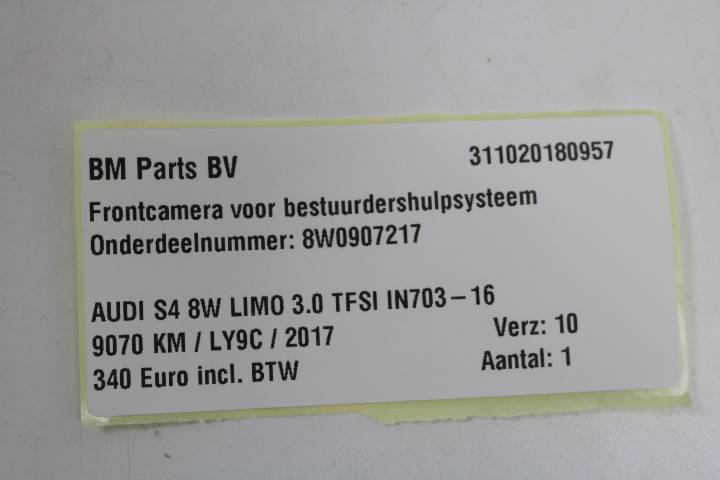 BM Parts BV 311020180957
Frontcamera voor bestuurdershulpsysteem
Onderdeelnummer: 8W0907217
AUDI S4 8W LIMO 3.0 TFSI IN703-16
9070 KM / LY9C / 2017 Verz: 10
340 Euro incl. BTW Aantal: 1